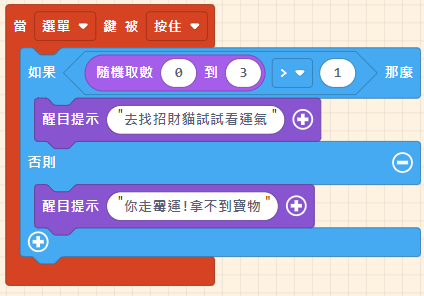 當 選單 鍵 被 按住
如果 隨機取數 0 到 3 > 1 那麼
醒目提示 "去找招財貓試試看運氣"
否則
醒目提示 "你走霉運!拿不到寶物"